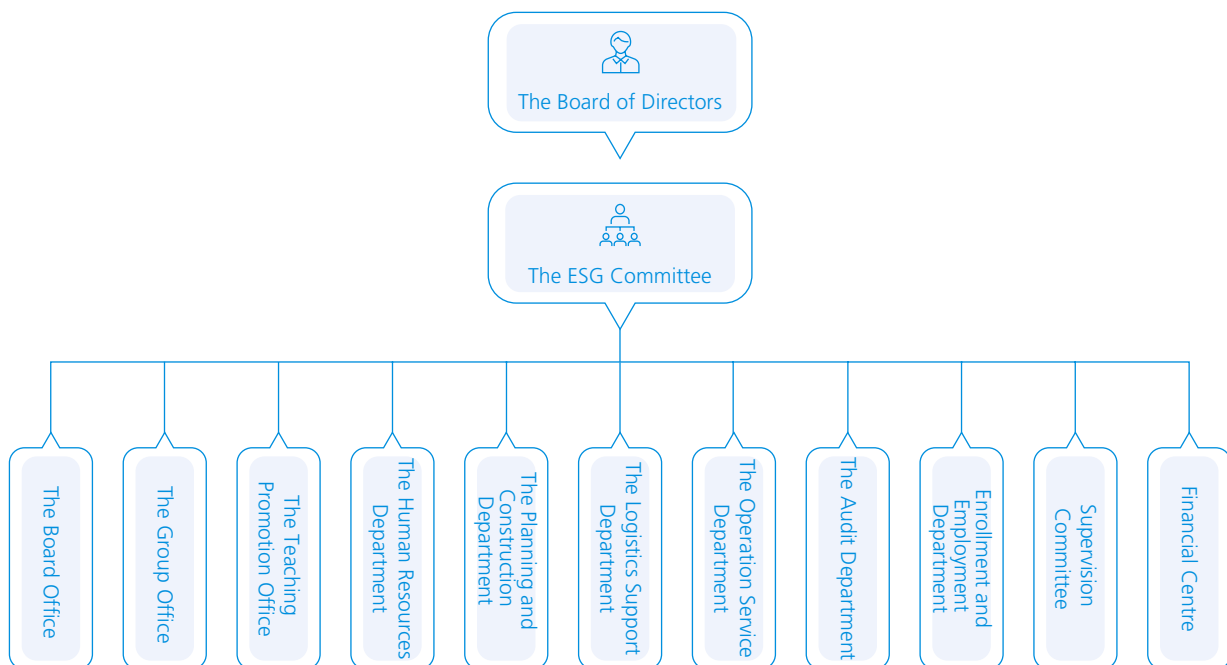 The Board of Directors
The ESG Committee
The Board Office
The Group Office
The Teaching
Promotion Office
The Human Resources
Department
The Planning and
Construction
Department
The Logistics Support
Department
The Operation Service
Department
The Audit Department
Enrollment and
Employment
Department
Supervision
Committee
Financial Centre